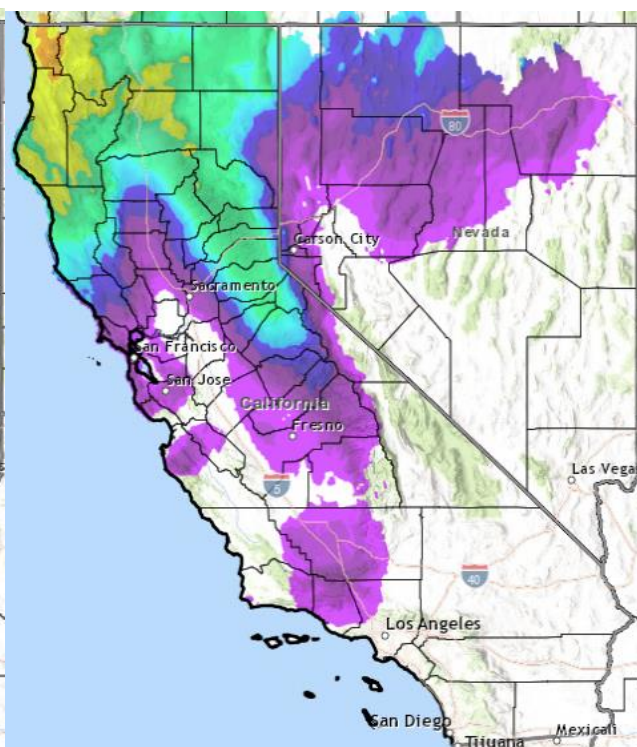 80
Carson City
Nevada
Sacramento
San Francisco
San Jose
California
Fresno
5
Las Vegas
40
Los Angeles
San Diego
Tijuana
Mexicali